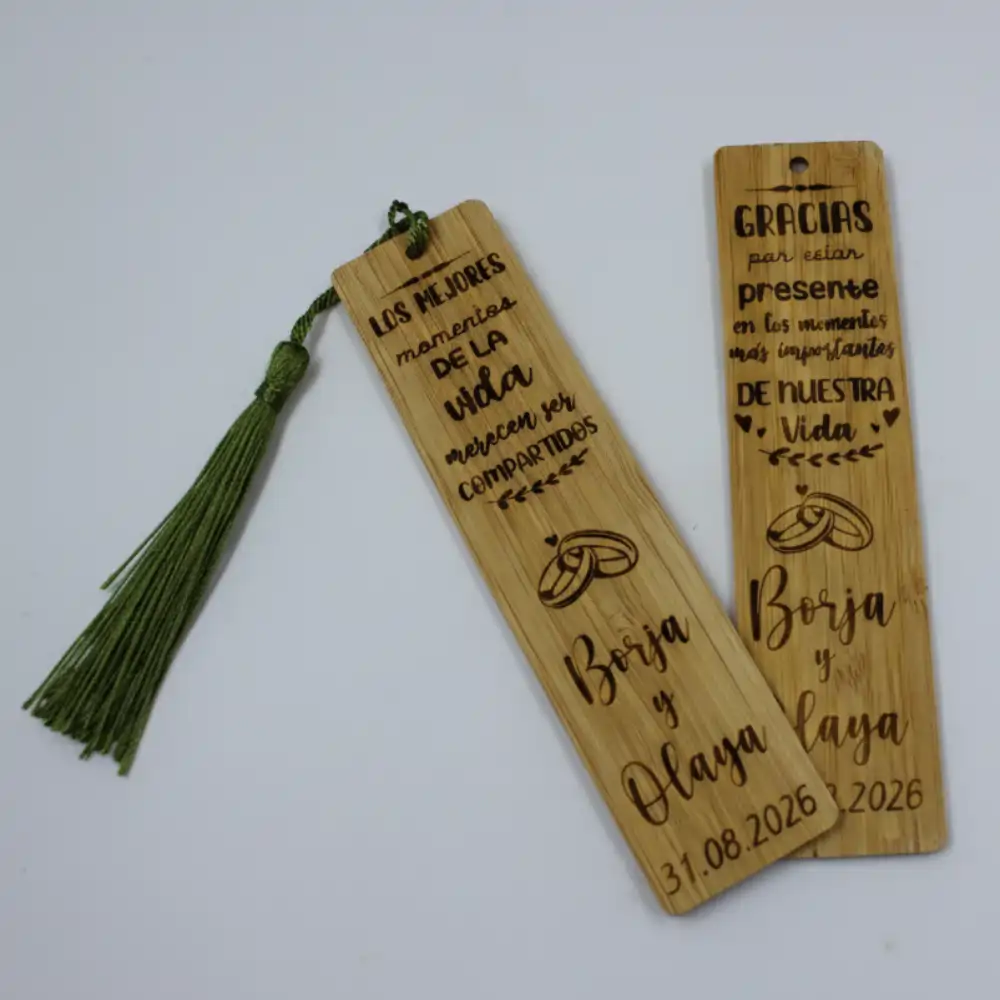 LOS MEJORES
momentos
DE LA
vida
merecen ser
COMPARTIDOS
Borja
y
Olaya
31.08.2026
GRACIAS
por estar
presente
en los momentos
más importantes
DE NUESTRA
Vida
Borja
y
laya
.2026